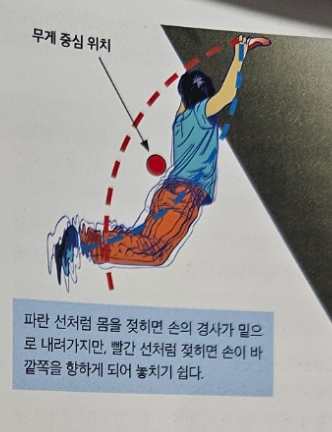 무게 중심 위치
파란 선처럼 몸을 젖히면 손의 경사가 밑으
로 내려가지만, 빨간 선처럼 젖히면 손이 바
깥쪽을 향하게 되어 놓치기 쉽다.